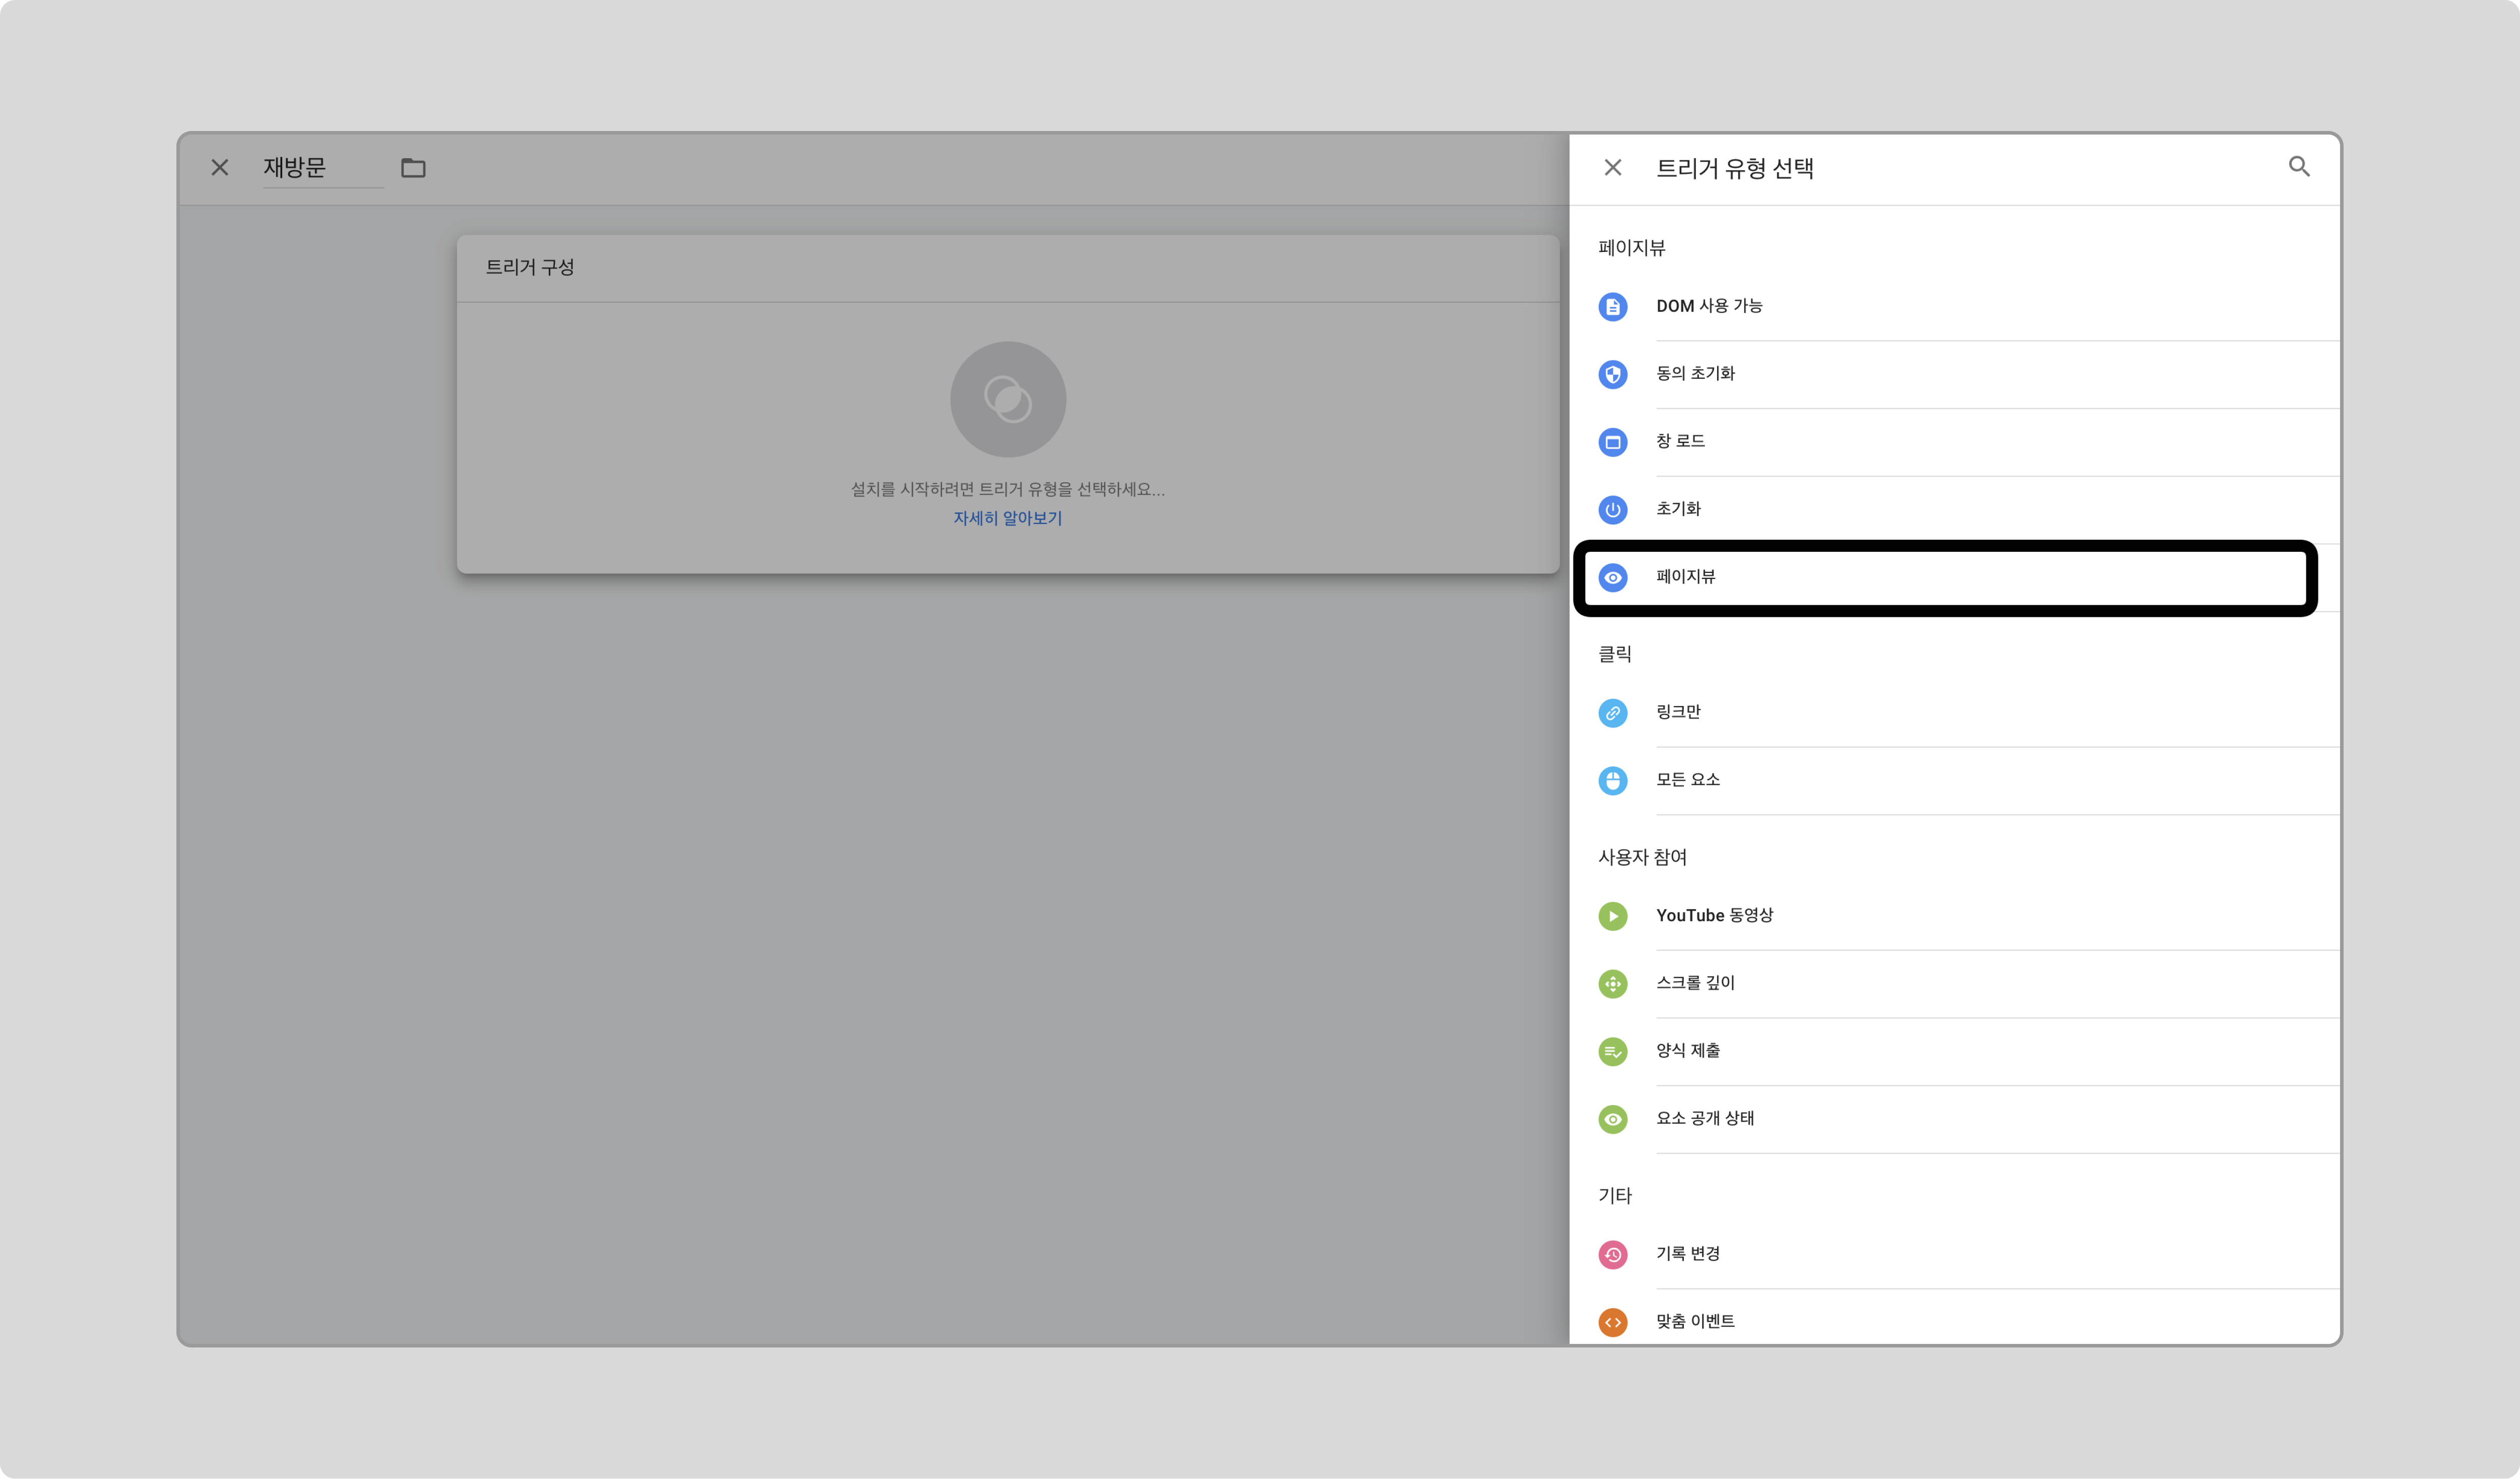 재방문
트리거 구성
설치를 시작하려면 트리거 유형을 선택하세요...
자세히 알아보기
트리거 유형 선택
페이지뷰
DOM 사용 가능
동의 초기화
창 로드
초기화
페이지뷰
클릭
링크만
모든 요소
사용자 참여
YouTube 동영상
스크롤 깊이
양식 제출
요소 공개 상태
기타
기록 변경
맞춤 이벤트